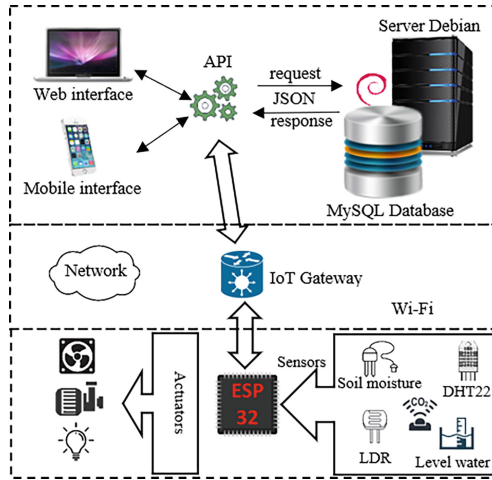 Server Debian
API
request
JSON
response
Web interface
Mobile interface
MySQL Database
Network
IoT Gateway
Wi-Fi
Actuators
ESP
32
Sensors
Soil moisture
DHT22
CO2
LDR
Level water